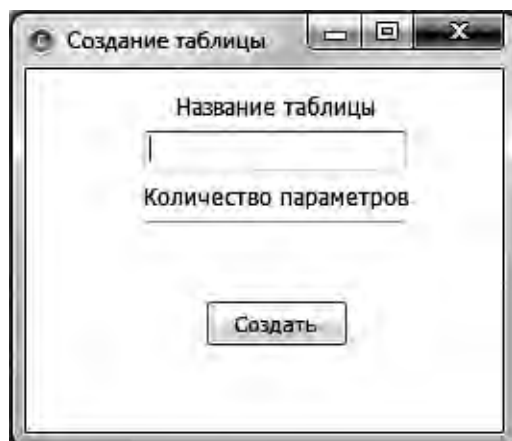 Создание таблицы
Название таблицы
Количество параметров
Создать